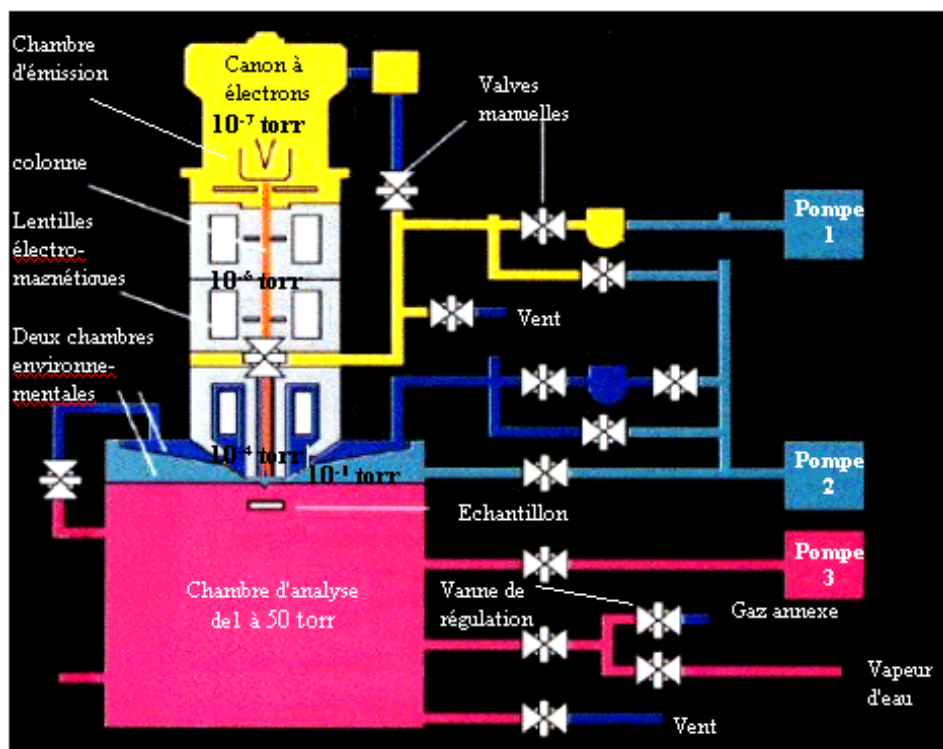 Chambre
d'émission
Canon à
électrons
10⁻⁷ torr
Valves
manuelles
colonne
Pompe
1
Lentilles
électro-
magnétiques
10⁻⁶ torr
Vent
Deux chambres
environne-
mentales
10⁻⁴ torr
10⁻¹ torr
Pompe
2
Echantillon
Pompe
3
Chambre d'analyse
de1 à 50 torr
Vanne de
régulation
Gaz annexe
Vapeur
d'eau
Vent